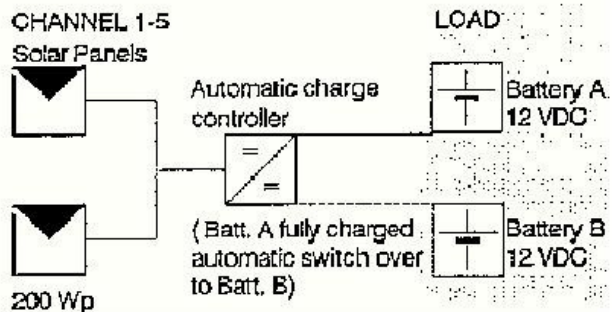 CHANNEL 1-5
Solar Panels
LOAD
Automatic charge
controller
Battery A
12 VDC
(Batt. A fully charged
automatic switch over
to Batt. B)
Battery B
12 VDC
200 Wp